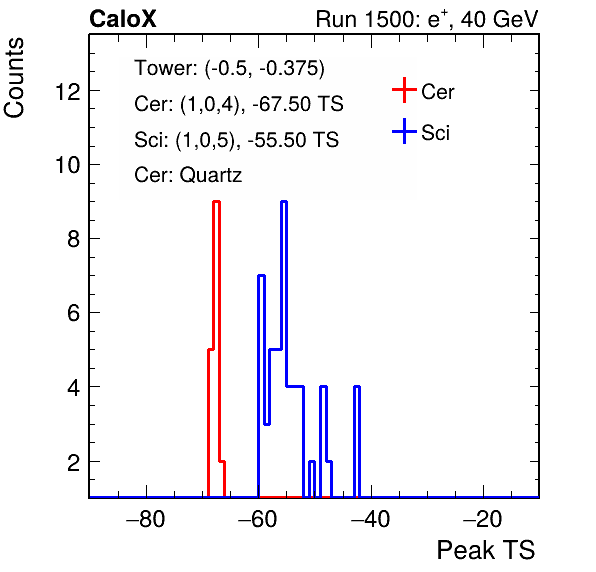 CaloX Run 1500: e⁺, 40 GeV
Counts
Tower: (-0.5, -0.375)
Cer: (1,0,4), -67.50 TS
Sci: (1,0,5), -55.50 TS
Cer: Quartz
Cer
Sci
12
10
8
6
4
2
−80 −60 −40 −20
Peak TS